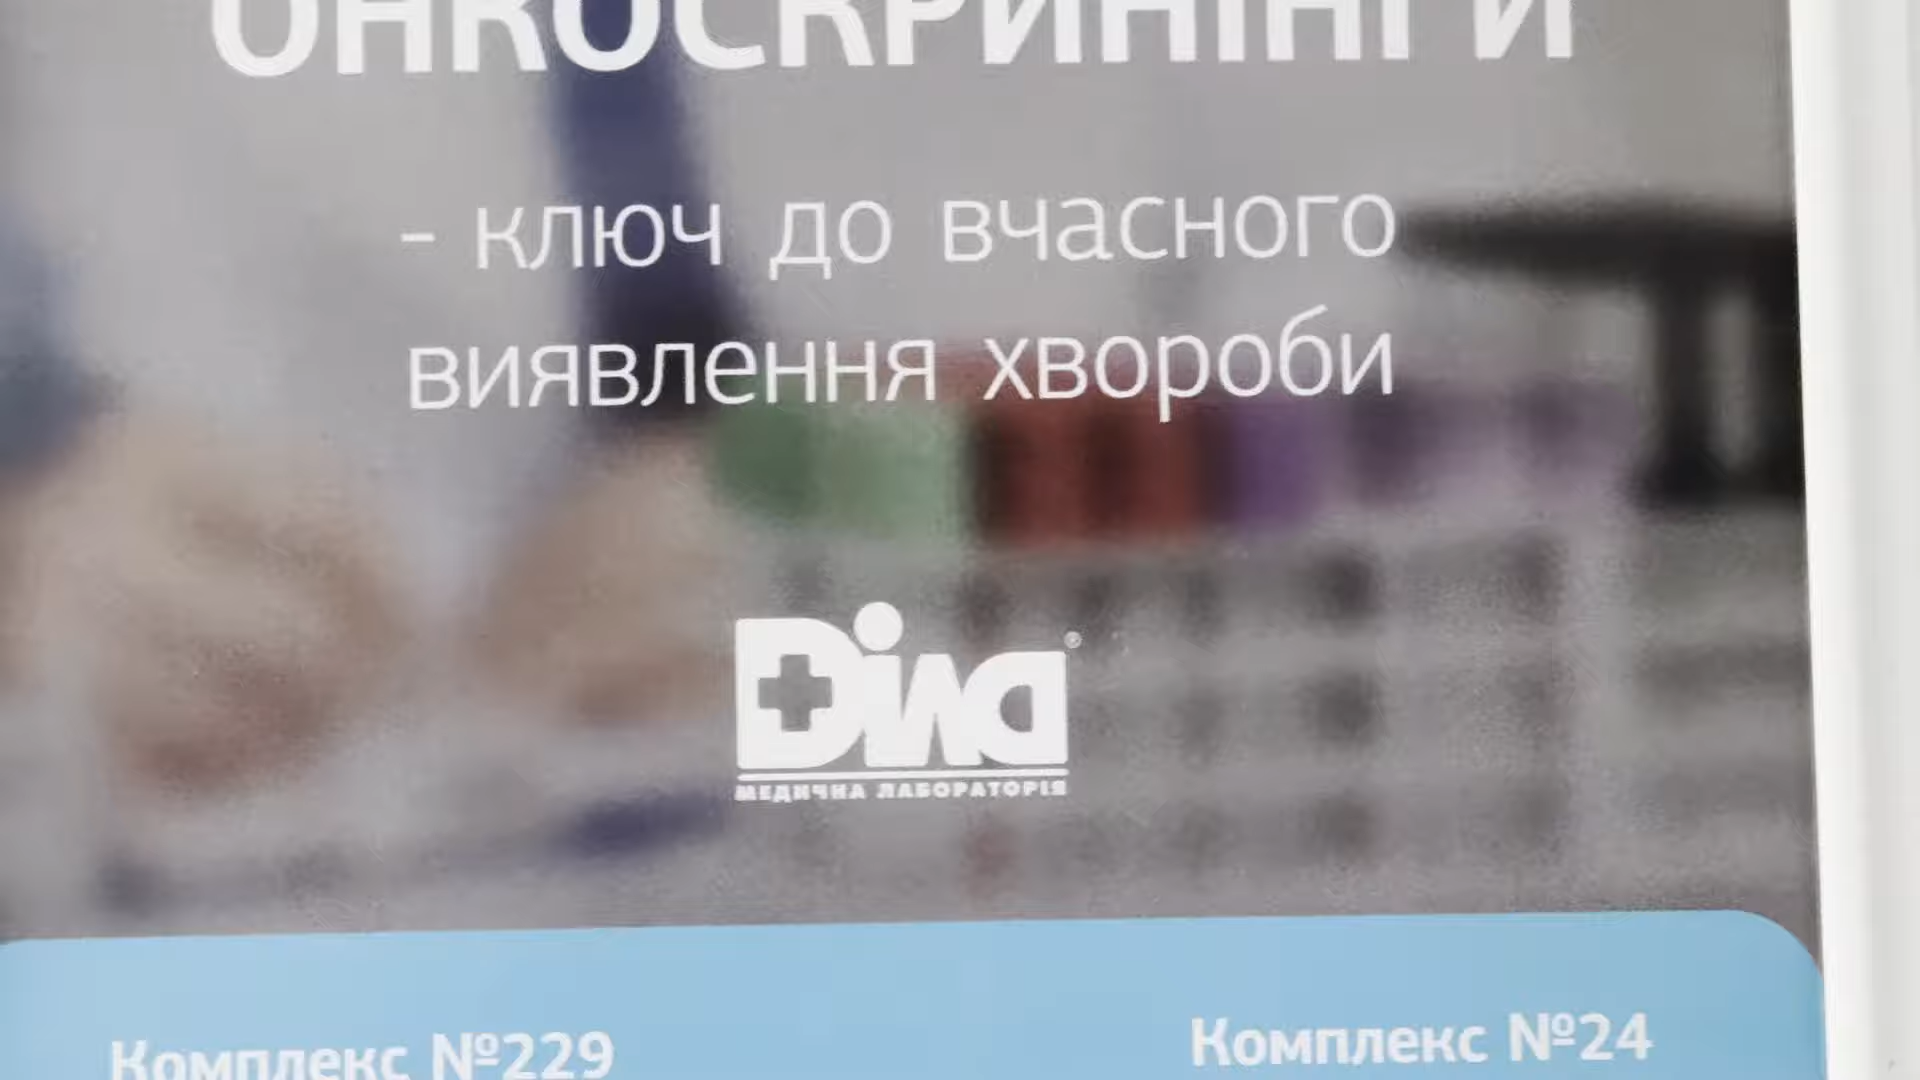 ОНКОСКРИНІНГИ
- ключ до вчасного
виявлення хвороби
Діла®
МЕДИЧНА ЛАБОРАТОРІЯ
Комплекс №229
Комплекс №24